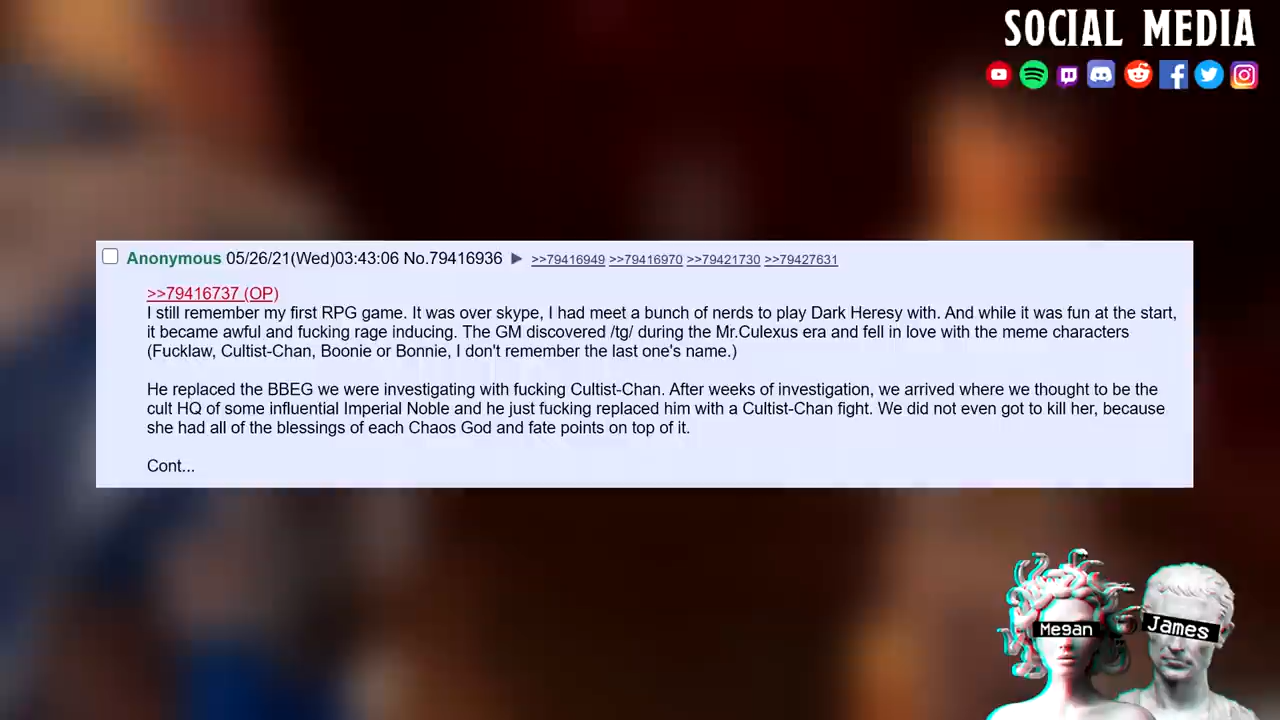 SOCIAL MEDIA
Anonymous 05/26/21(Wed)03:43:06 No.79416936 ▶ >>79416949 >>79416970 >>79421730 >>79427631
>>79416737 (OP)
I still remember my first RPG game. It was over skype, I had meet a bunch of nerds to play Dark Heresy with. And while it was fun at the start,
it became awful and fucking rage inducing. The GM discovered /tg/ during the Mr.Culexus era and fell in love with the meme characters
(Fucklaw, Cultist-Chan, Boonie or Bonnie, I don't remember the last one's name.)
He replaced the BBEG we were investigating with fucking Cultist-Chan. After weeks of investigation, we arrived where we thought to be the
cult HQ of some influential Imperial Noble and he just fucking replaced him with a Cultist-Chan fight. We did not even got to kill her, because
she had all of the blessings of each Chaos God and fate points on top of it.
Cont...
Megan
James